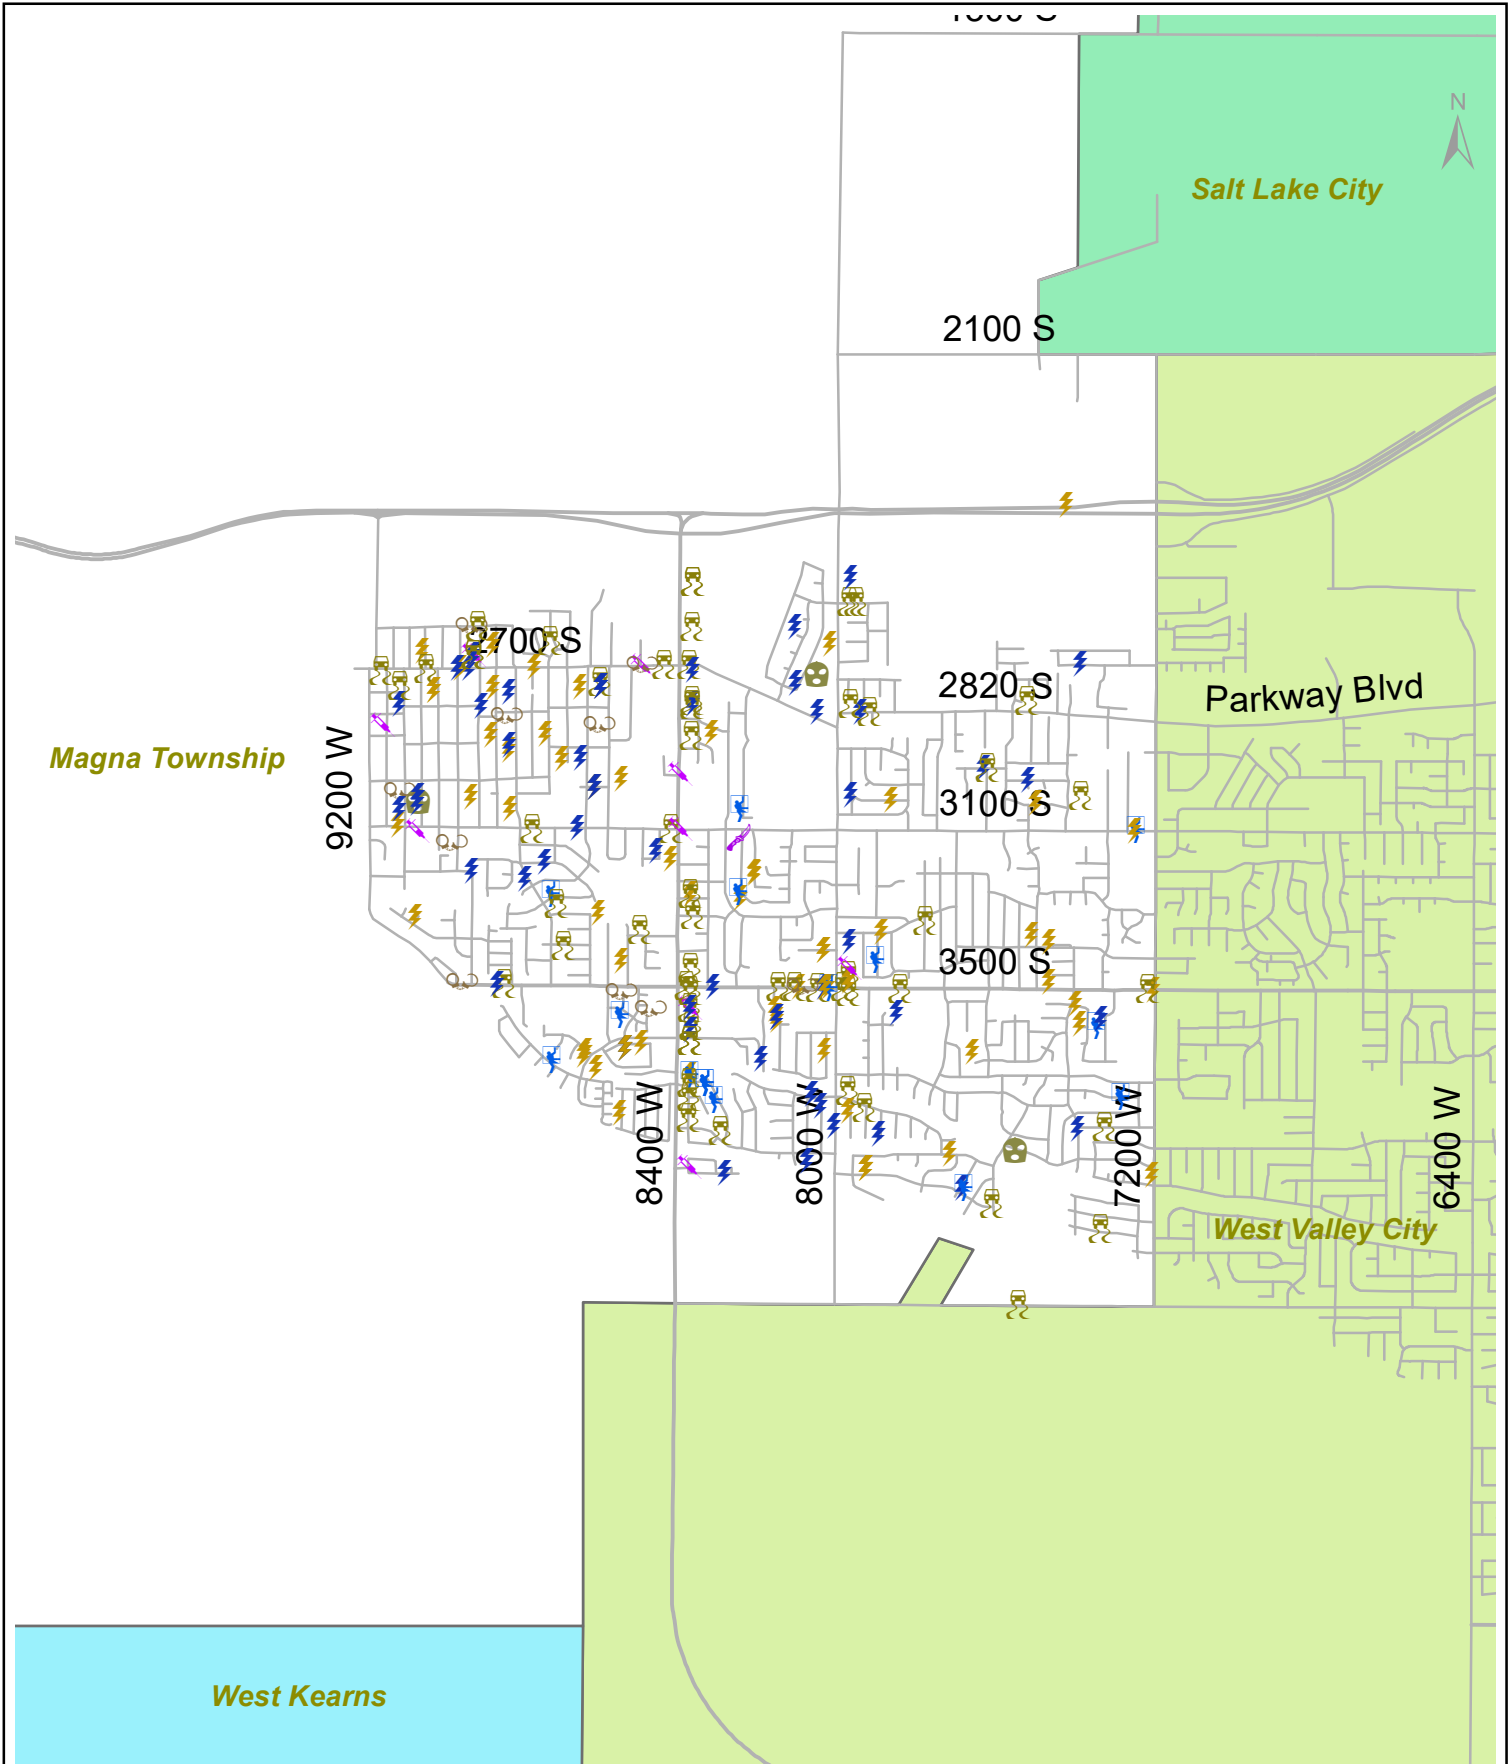 N
Salt Lake City
2100 S
2700 S
2820 S
Parkway Blvd
Magna Township
9200 W
3100 S
3500 S
8400 W
8000 W
7200 W
6400 W
West Valley City
West Kearns